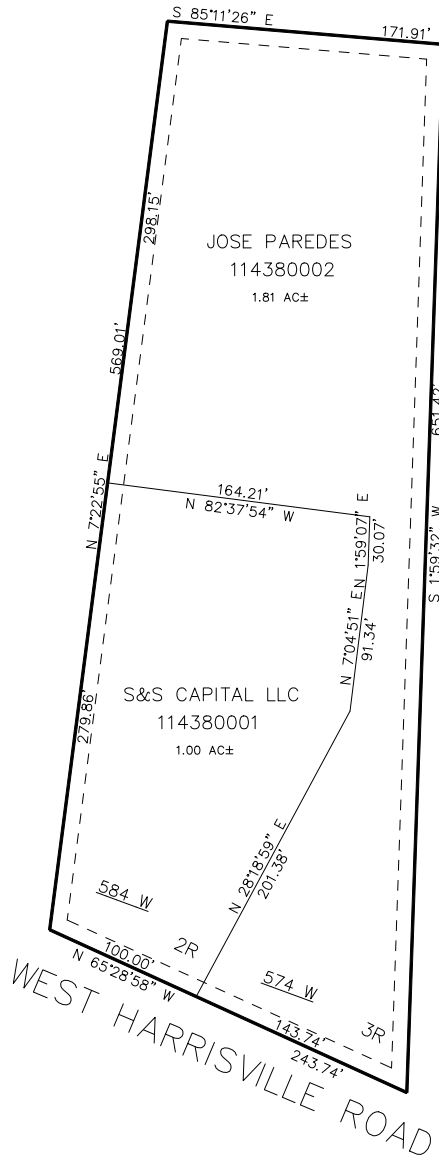 S 85°11'26" E
171.91'
298.15'
JOSE PAREDES
114380002
1.81 AC±
569.01'
651.42'
N 7°22'55" E
164.21'
N 82°37'54" W
N 1°59'07" E
30.07'
S 1°59'32" W
N 7°04'51" E
91.34'
S&S CAPITAL LLC
114380001
1.00 AC±
279.86'
N 28°18'59" E
201.38'
584 W
2R
100.00'
N 65°28'58" W
574 W
143.74'
3R
243.74'
WEST HARRISVILLE ROAD